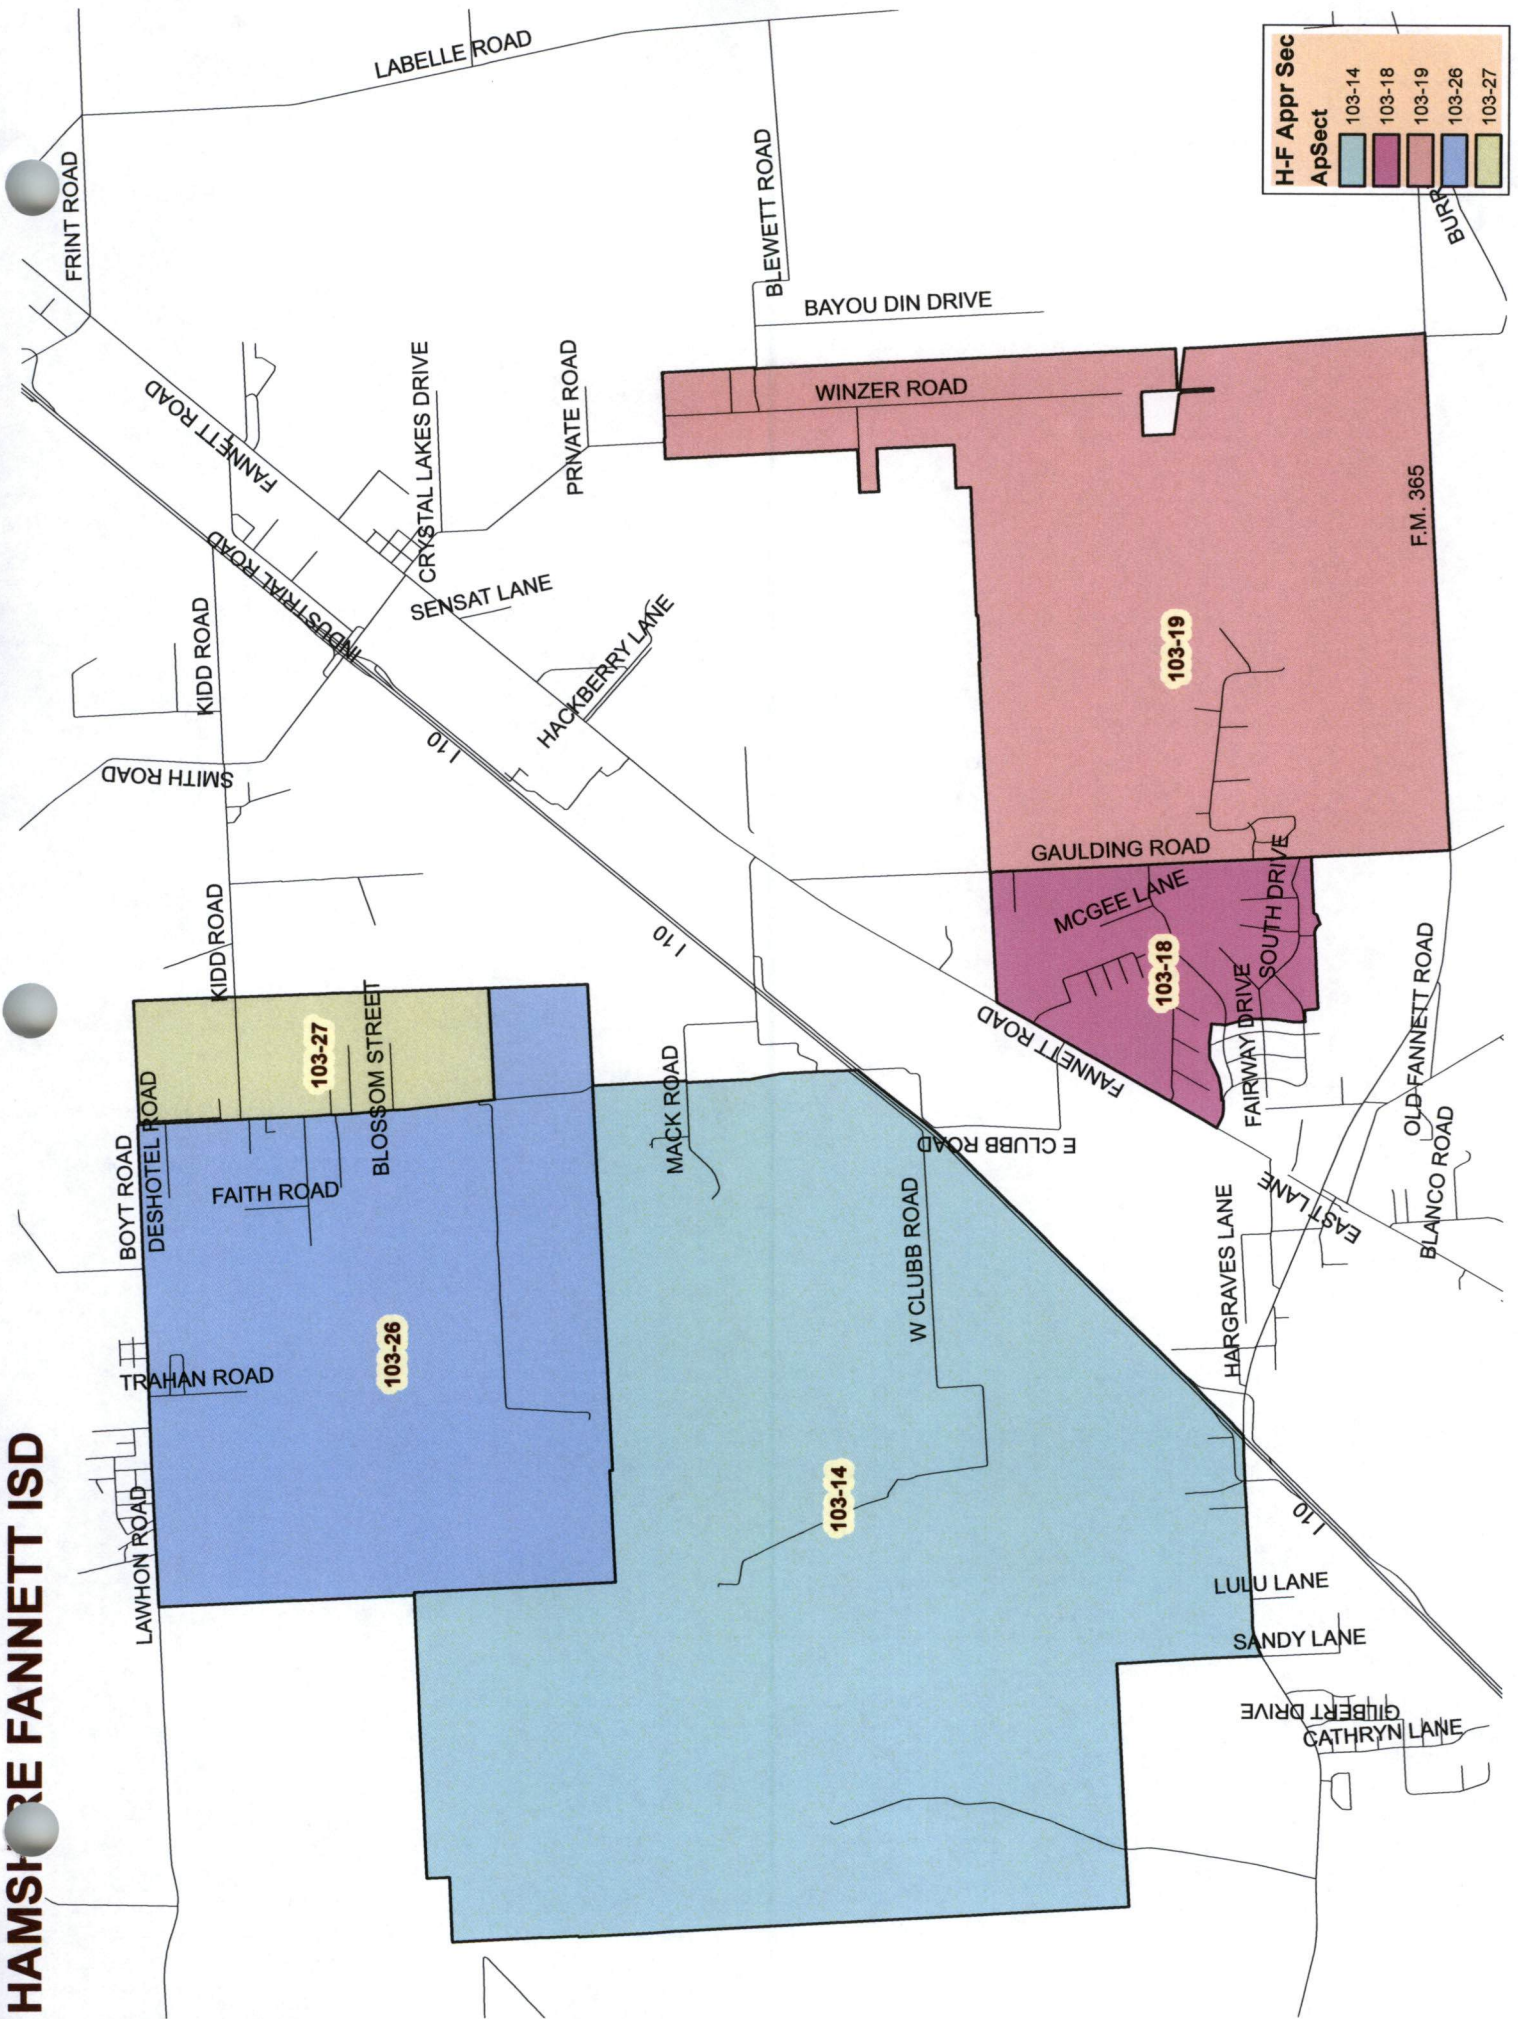 HAMSHIRE FANNETT ISD
LABELLE ROAD
FRINT ROAD
BLEWETT ROAD
BAYOU DIN DRIVE
FANNETT ROAD
CRYSTAL LAKES DRIVE
PRIVATE ROAD
WINZER ROAD
INDUSTRIAL ROAD
SENSAT LANE
HACKBERRY LANE
KIDD ROAD
SMITH ROAD
I 10
F.M. 365
103-19
GAULDING ROAD
KIDD ROAD
I 10
MCGEE LANE
SOUTH DRIVE
103-18
FAIRWAY DRIVE
FANNETT ROAD
OLD FANNETT ROAD
103-27
BLOSSOM STREET
BOYT ROAD
DESHOTEL ROAD
FAITH ROAD
MACK ROAD
E CLUBB ROAD
W CLUBB ROAD
HARGRAVES LANE
EAST LANE
BLANCO ROAD
TRAHAN ROAD
103-26
LAWHON ROAD
103-14
I 10
LULU LANE
SANDY LANE
GILBERT DRIVE
CATHRYN LANE
BURR
H-F Appr Sec
ApSect
103-14
103-18
103-19
103-26
103-27